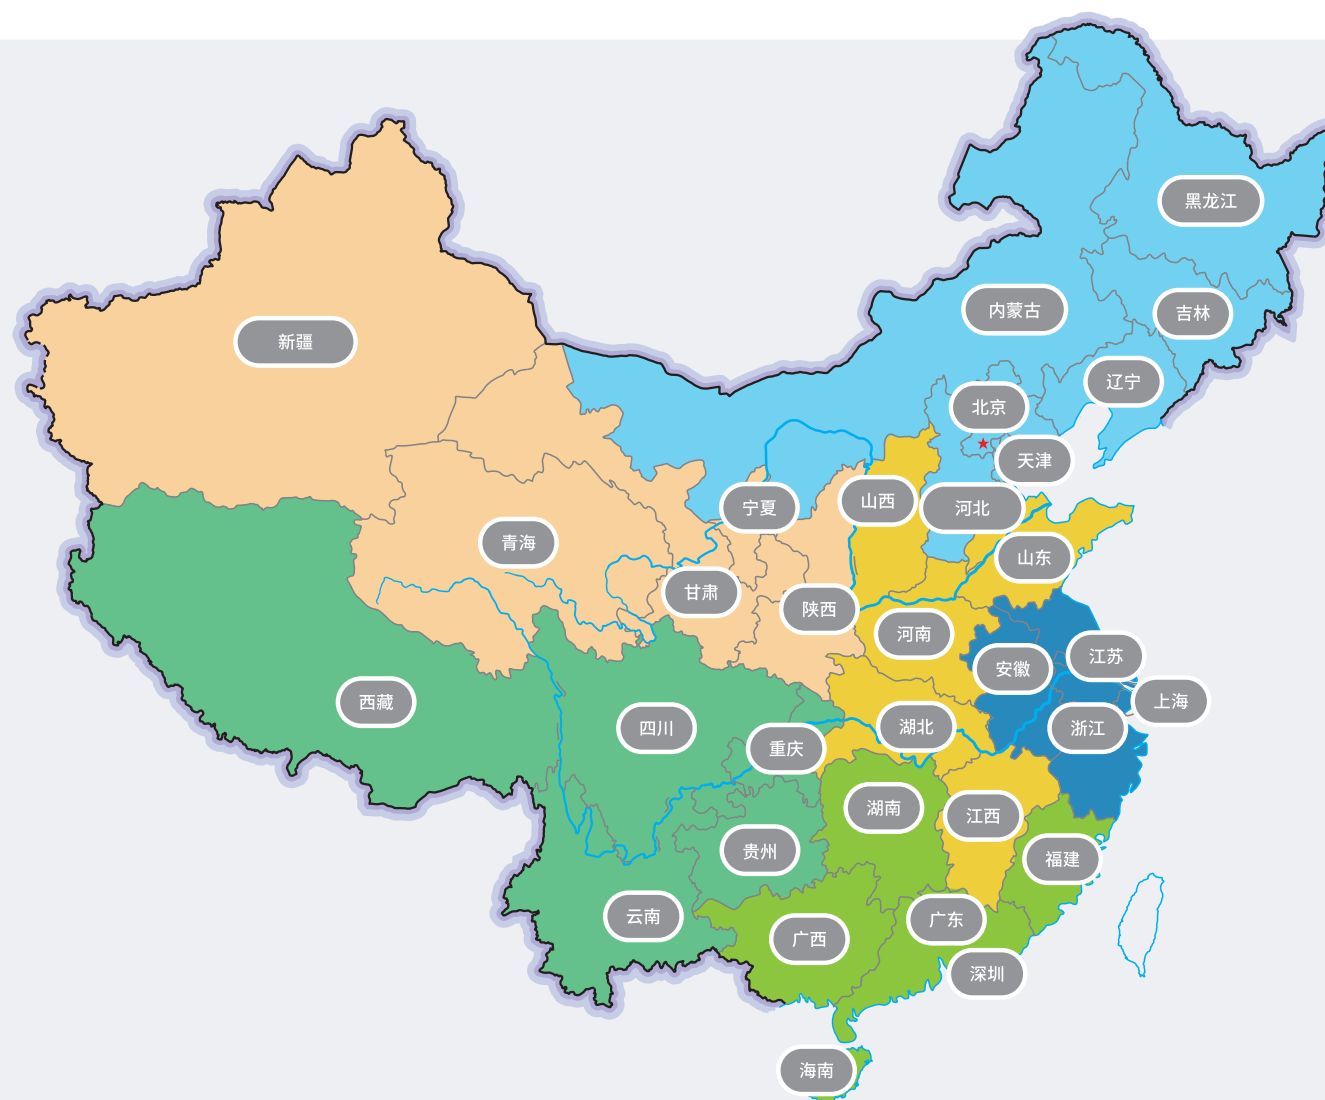 黑龙江
内蒙古
吉林
新疆
辽宁
北京
天津
山西
宁夏
河北
青海
山东
甘肃
陕西
河南
江苏
安徽
上海
西藏
四川
湖北
浙江
重庆
湖南
江西
贵州
福建
云南
广东
广西
深圳
海南